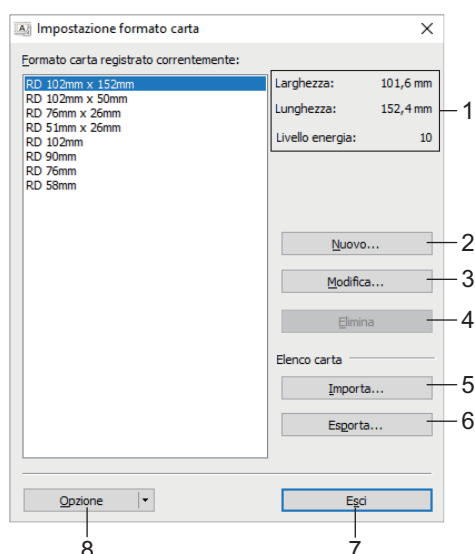 Impostazione formato carta
Formato carta registrato correntemente:
RD 102mm x 152mm
RD 102mm x 50mm
RD 76mm x 26mm
RD 51mm x 26mm
RD 102mm
RD 90mm
RD 76mm
RD 58mm
Larghezza: 101,6 mm
Lunghezza: 152,4 mm
Livello energia: 10
1
Nuovo... 2
Modifica... 3
Elimina 4
Elenco carta
Importa... 5
Esporta... 6
Opzione
Esci
8
7